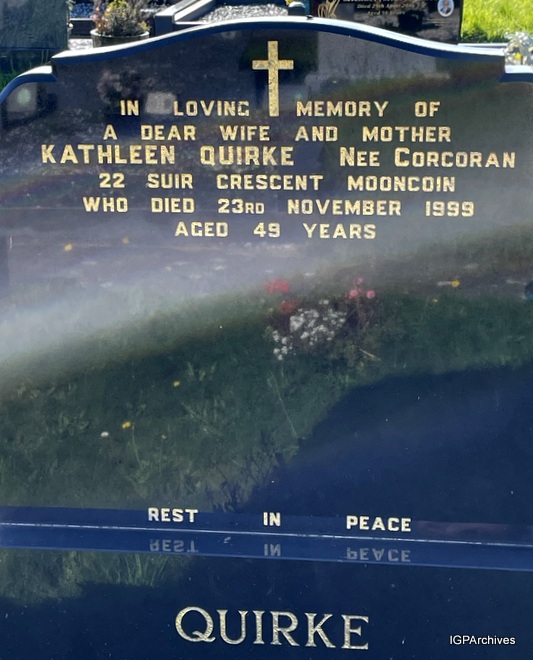 IN LOVING MEMORY OF
A DEAR WIFE AND MOTHER
KATHLEEN QUIRKE NEE CORCORAN
22 SUIR CRESCENT MOONCOIN
WHO DIED 23RD NOVEMBER 1999
AGED 49 YEARS
REST IN PEACE
QUIRKE
IGPArchives